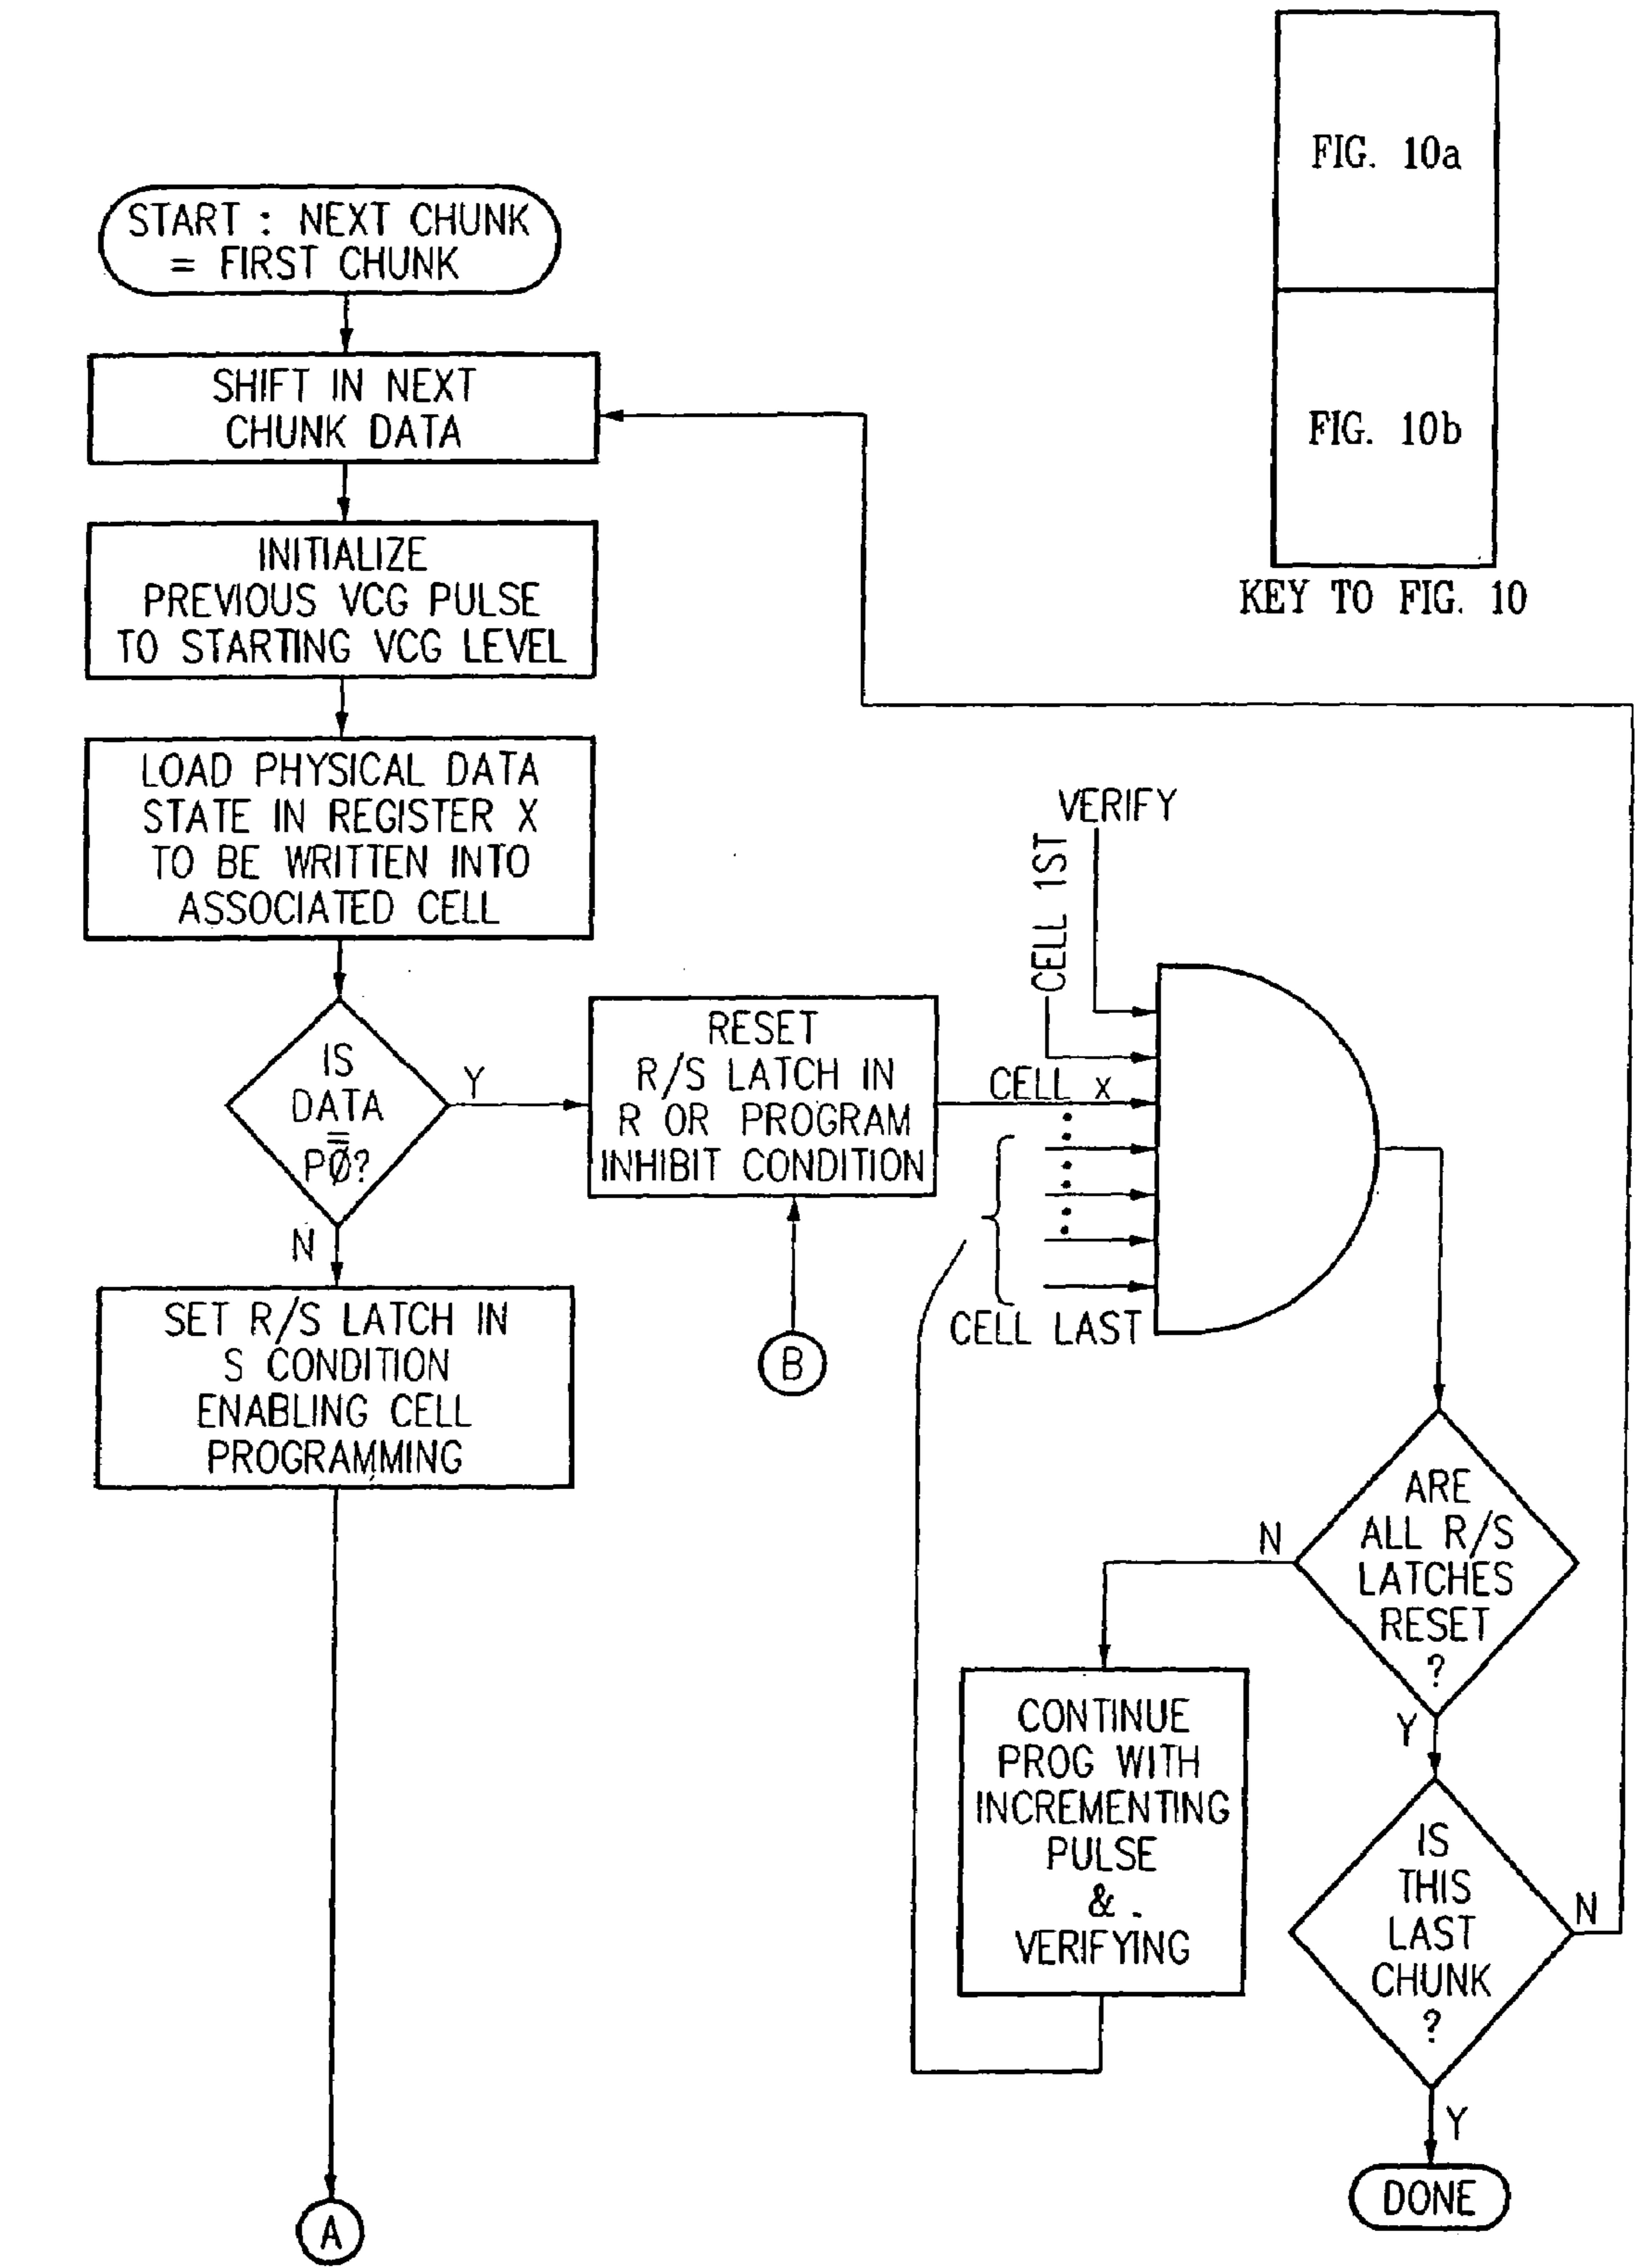 FIG. 10a
FIG. 10b
KEY TO FIG. 10
START : NEXT CHUNK
= FIRST CHUNK
SHIFT IN NEXT
CHUNK DATA
INITIALIZE
PREVIOUS VCG PULSE
TO STARTING VCG LEVEL
LOAD PHYSICAL DATA
STATE IN REGISTER X
TO BE WRITTEN INTO
ASSOCIATED CELL
IS
DATA
=
PØ?
Y
N
RESET
R/S LATCH IN
R OR PROGRAM
INHIBIT CONDITION
B
SET R/S LATCH IN
S CONDITION
ENABLING CELL
PROGRAMMING
A
VERIFY
CELL 1ST
CELL X
CELL LAST
ARE
ALL R/S
LATCHES
RESET
?
N
Y
CONTINUE
PROG WITH
INCREMENTING
PULSE
&
VERIFYING
IS
THIS
LAST
CHUNK
?
N
Y
DONE